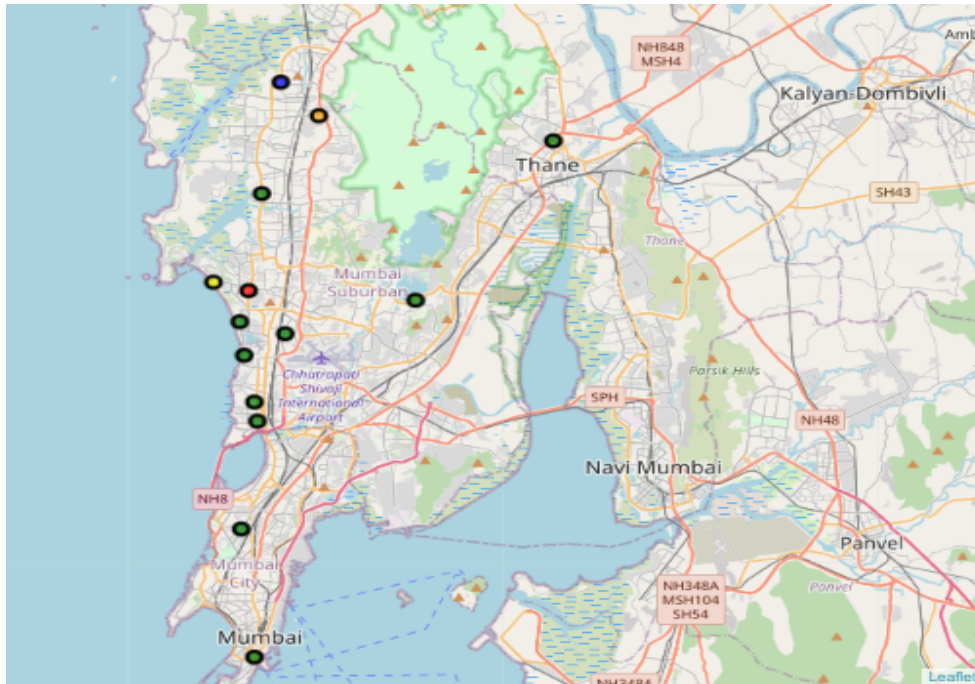 NH848
MSH4
Amb
Kalyan-Dombivli
Thane
SH43
Thane
Mumbai
Suburban
Chhatrapati
Shivaji
International
Airport
Parsik Hills
SPH
NH48
Navi Mumbai
NH8
Panvel
Mumbai
City
NH348A
MSH104
SH54
Panvel
Mumbai
NH348A
Leafle